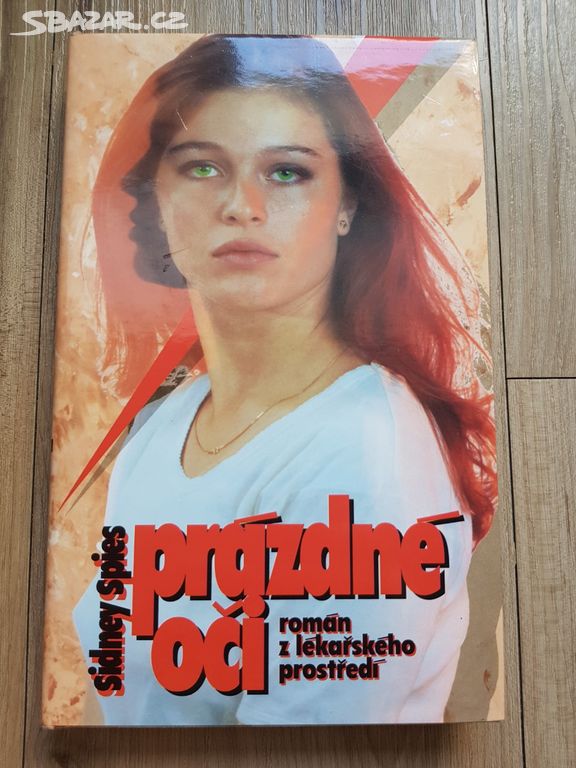 SBAZAR.CZ
sidney spies
prázdné
oči
román
z lékařského
prostředí